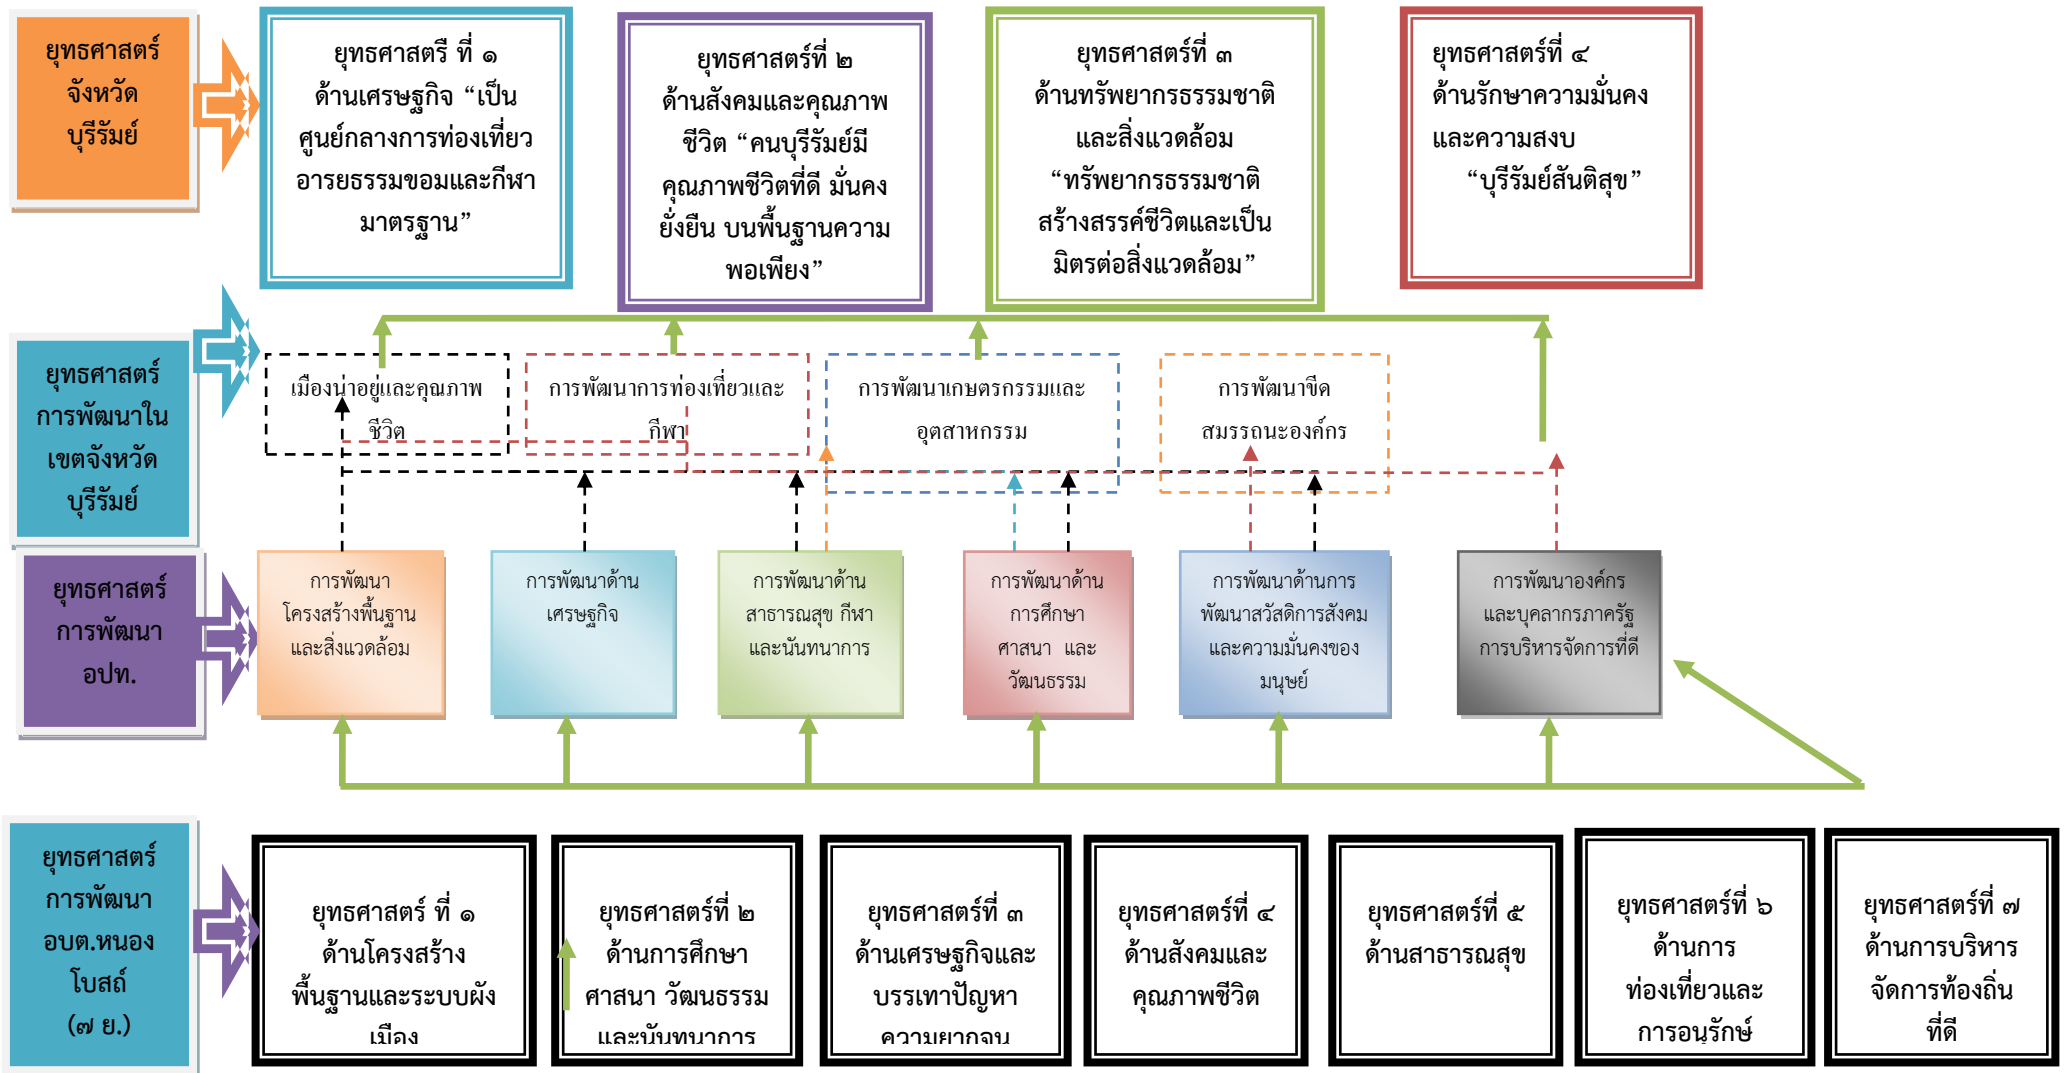 ยุทธศาสตร์
จังหวัด
บุรีรัมย์
ยุทธศาสตรี ที่ ๑
ด้านเศรษฐกิจ “เป็น
ศูนย์กลางการท่องเที่ยว
อารยธรรมขอมและกีฬา
มาตรฐาน”
ยุทธศาสตร์ที่ ๒
ด้านสังคมและคุณภาพ
ชีวิต “คนบุรีรัมย์มี
คุณภาพชีวิตที่ดี มั่นคง
ยั่งยืน บนพื้นฐานความ
พอเพียง”
ยุทธศาสตร์ที่ ๓
ด้านทรัพยากรธรรมชาติ
และสิ่งแวดล้อม
“ทรัพยากรธรรมชาติ
สร้างสรรค์ชีวิตและเป็น
มิตรต่อสิ่งแวดล้อม”
ยุทธศาสตร์ที่ ๔
ด้านรักษาความมั่นคง
และความสงบ
“บุรีรัมย์สันติสุข”
ยุทธศาสตร์
การพัฒนาใน
เขตจังหวัด
บุรีรัมย์
เมืองน่าอยู่และคุณภาพ
ชีวิต
การพัฒนาการท่องเที่ยวและ
กีฬา
การพัฒนาเกษตรกรรมและ
อุตสาหกรรม
การพัฒนาขีด
สมรรถนะองค์กร
ยุทธศาสตร์
การพัฒนา
อปท.
การพัฒนา
โครงสร้างพื้นฐาน
และสิ่งแวดล้อม
การพัฒนาด้าน
เศรษฐกิจ
การพัฒนาด้าน
สาธารณสุข กีฬา
และนันทนาการ
การพัฒนาด้าน
การศึกษา
ศาสนา และ
วัฒนธรรม
การพัฒนาด้านการ
พัฒนาสวัสดิการสังคม
และความมั่นคงของ
มนุษย์
การพัฒนาองค์กร
และบุคลากรภาครัฐ
การบริหารจัดการที่ดี
ยุทธศาสตร์
การพัฒนา
อบต.หนอง
โบสถ์
(๗ ย.)
ยุทธศาสตร์ ที่ ๑
ด้านโครงสร้าง
พื้นฐานและระบบผัง
เมือง
ยุทธศาสตร์ที่ ๒
ด้านการศึกษา
ศาสนา วัฒนธรรม
และนันทนาการ
ยุทธศาสตร์ที่ ๓
ด้านเศรษฐกิจและ
บรรเทาปัญหา
ความยากจน
ยุทธศาสตร์ที่ ๔
ด้านสังคมและ
คุณภาพชีวิต
ยุทธศาสตร์ที่ ๕
ด้านสาธารณสุข
ยุทธศาสตร์ที่ ๖
ด้านการ
ท่องเที่ยวและ
การอนุรักษ์
ยุทธศาสตร์ที่ ๗
ด้านการบริหาร
จัดการท้องถิ่น
ที่ดี